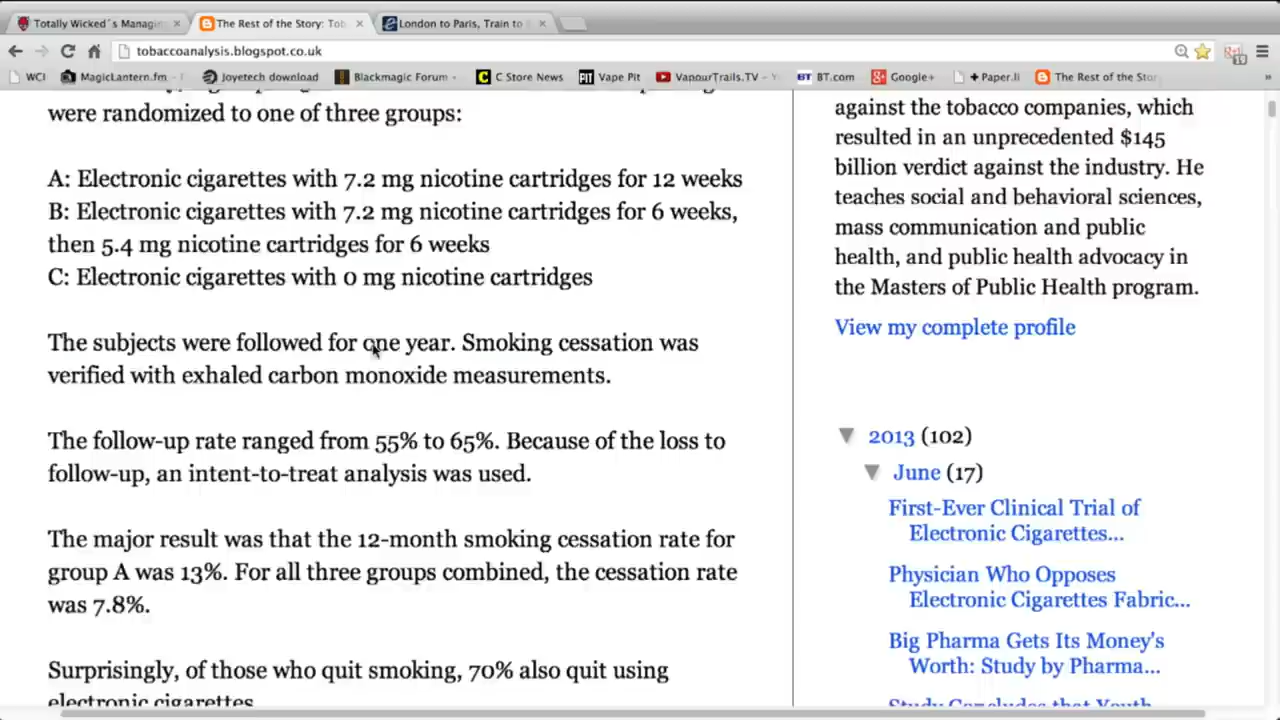 Totally Wicked´s Managin
The Rest of the Story: Tob
London to Paris, Train to
tobaccoanalysis.blogspot.co.uk
WCI
MagicLantern.fm -
Joyetech download
Blackmagic Forum -
C Store News
Vape Pit
VapourTrails.TV -
BT.com
Google+
+ Paper.li
The Rest of the Stor
»
were randomized to one of three groups:
A: Electronic cigarettes with 7.2 mg nicotine cartridges for 12 weeks
B: Electronic cigarettes with 7.2 mg nicotine cartridges for 6 weeks,
then 5.4 mg nicotine cartridges for 6 weeks
C: Electronic cigarettes with 0 mg nicotine cartridges
The subjects were followed for one year. Smoking cessation was
verified with exhaled carbon monoxide measurements.
The follow-up rate ranged from 55% to 65%. Because of the loss to
follow-up, an intent-to-treat analysis was used.
The major result was that the 12-month smoking cessation rate for
group A was 13%. For all three groups combined, the cessation rate
was 7.8%.
Surprisingly, of those who quit smoking, 70% also quit using
electronic cigarettes
against the tobacco companies, which
resulted in an unprecedented $145
billion verdict against the industry. He
teaches social and behavioral sciences,
mass communication and public
health, and public health advocacy in
the Masters of Public Health program.
View my complete profile
2013 (102)
June (17)
First-Ever Clinical Trial of
Electronic Cigarettes...
Physician Who Opposes
Electronic Cigarettes Fabric...
Big Pharma Gets Its Money's
Worth: Study by Pharma...
Study Concludes that Youth